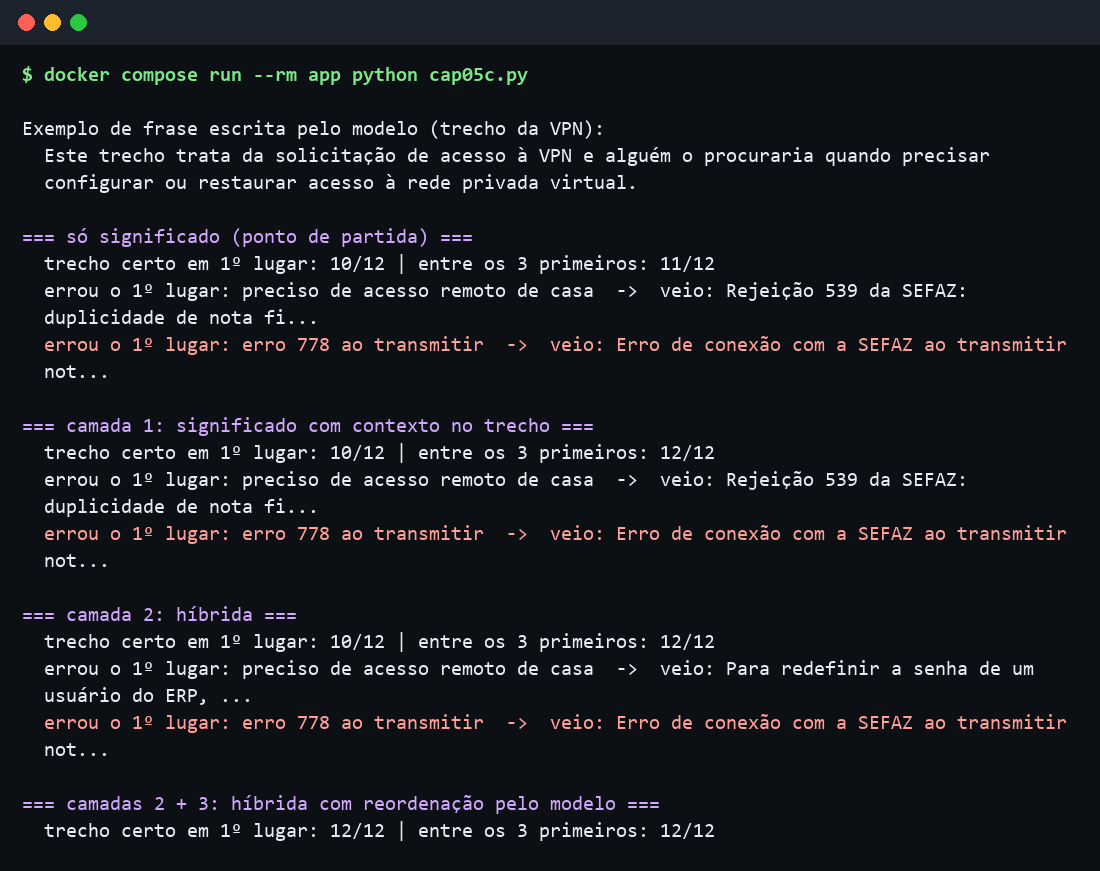 $ docker compose run --rm app python cap05c.py
Exemplo de frase escrita pelo modelo (trecho da VPN):
Este trecho trata da solicitação de acesso à VPN e alguém o procuraria quando precisar
configurar ou restaurar acesso à rede privada virtual.
=== só significado (ponto de partida) ===
trecho certo em 1º lugar: 10/12 | entre os 3 primeiros: 11/12
errou o 1º lugar: preciso de acesso remoto de casa  ->  veio: Rejeição 539 da SEFAZ:
duplicidade de nota fi...
errou o 1º lugar: erro 778 ao transmitir  ->  veio: Erro de conexão com a SEFAZ ao transmitir
not...
=== camada 1: significado com contexto no trecho ===
trecho certo em 1º lugar: 10/12 | entre os 3 primeiros: 12/12
errou o 1º lugar: preciso de acesso remoto de casa  ->  veio: Rejeição 539 da SEFAZ:
duplicidade de nota fi...
errou o 1º lugar: erro 778 ao transmitir  ->  veio: Erro de conexão com a SEFAZ ao transmitir
not...
=== camada 2: híbrida ===
trecho certo em 1º lugar: 10/12 | entre os 3 primeiros: 12/12
errou o 1º lugar: preciso de acesso remoto de casa  ->  veio: Para redefinir a senha de um
usuário do ERP, ...
errou o 1º lugar: erro 778 ao transmitir  ->  veio: Erro de conexão com a SEFAZ ao transmitir
not...
=== camadas 2 + 3: híbrida com reordenação pelo modelo ===
trecho certo em 1º lugar: 12/12 | entre os 3 primeiros: 12/12